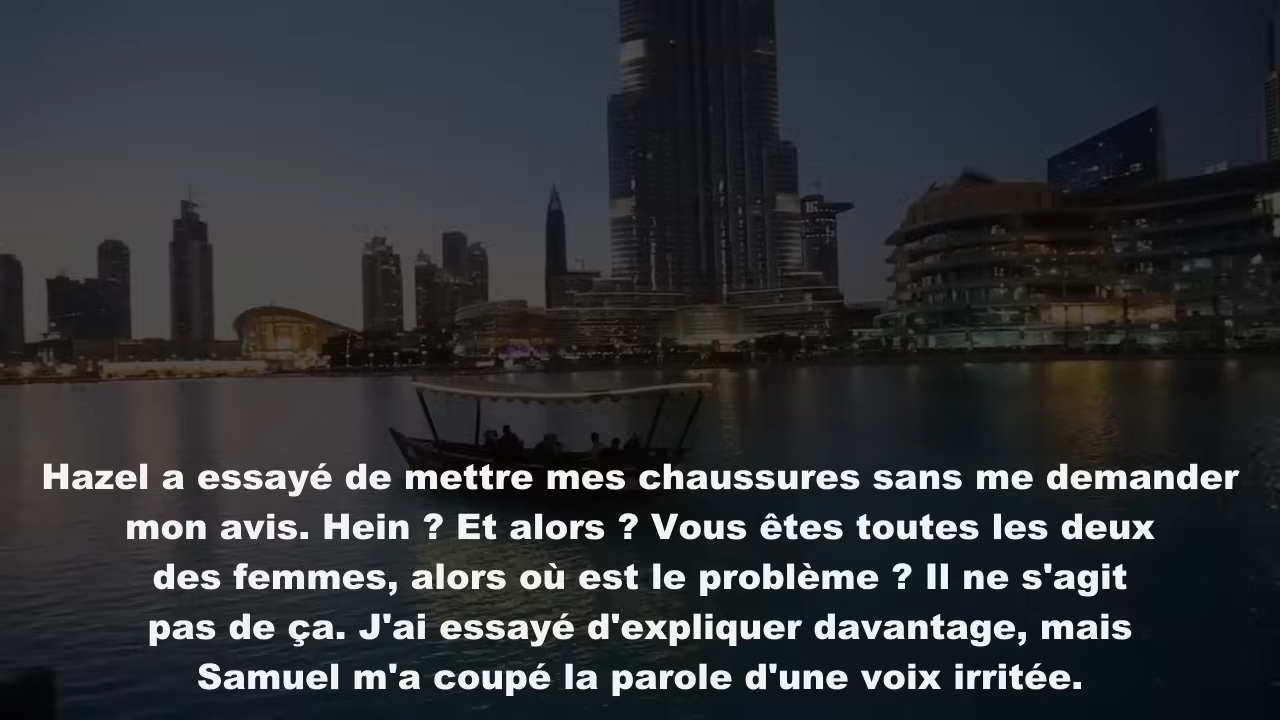 Hazel a essayé de mettre mes chaussures sans me demander
mon avis. Hein ? Et alors ? Vous êtes toutes les deux
des femmes, alors où est le problème ? Il ne s'agit
pas de ça. J'ai essayé d'expliquer davantage, mais
Samuel m'a coupé la parole d'une voix irritée.